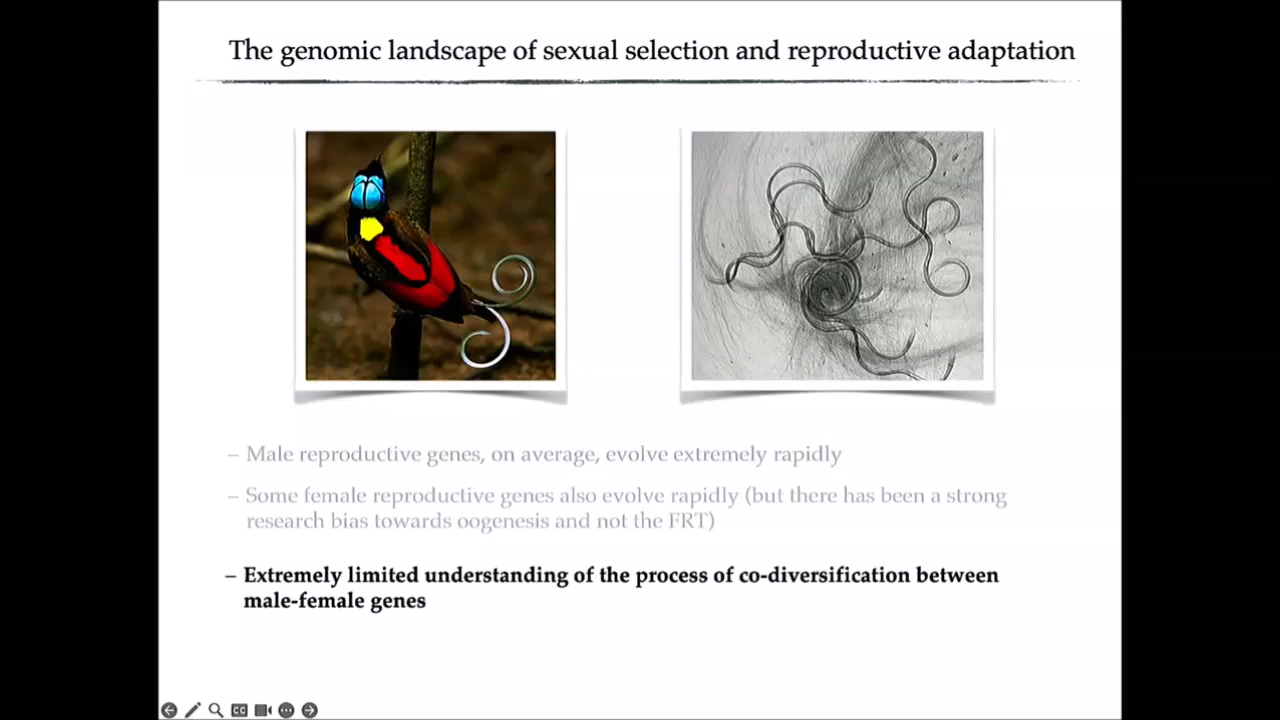 The genomic landscape of sexual selection and reproductive adaptation
– Male reproductive genes, on average, evolve extremely rapidly
– Some female reproductive genes also evolve rapidly (but there has been a strong
research bias towards oogenesis and not the FRT)
– Extremely limited understanding of the process of co-diversification between
male-female genes
CC